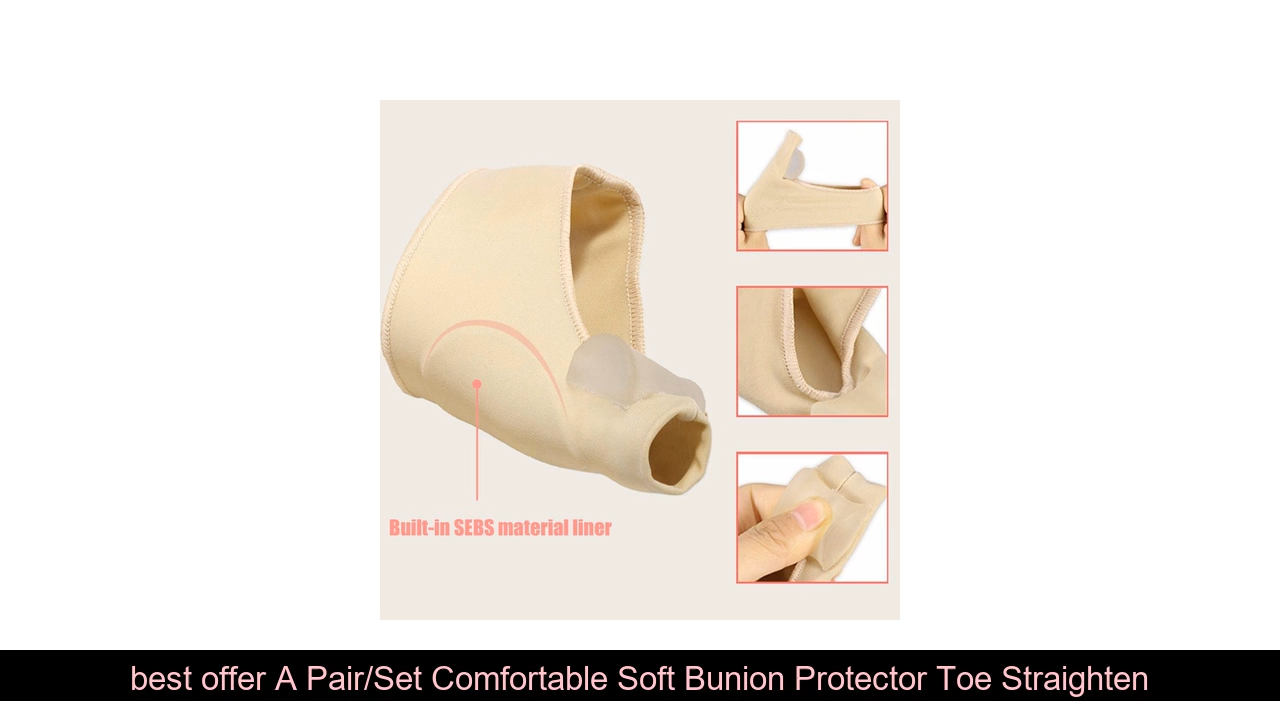 Built-in SEBS material liner
best offer A Pair/Set Comfortable Soft Bunion Protector Toe Straighten